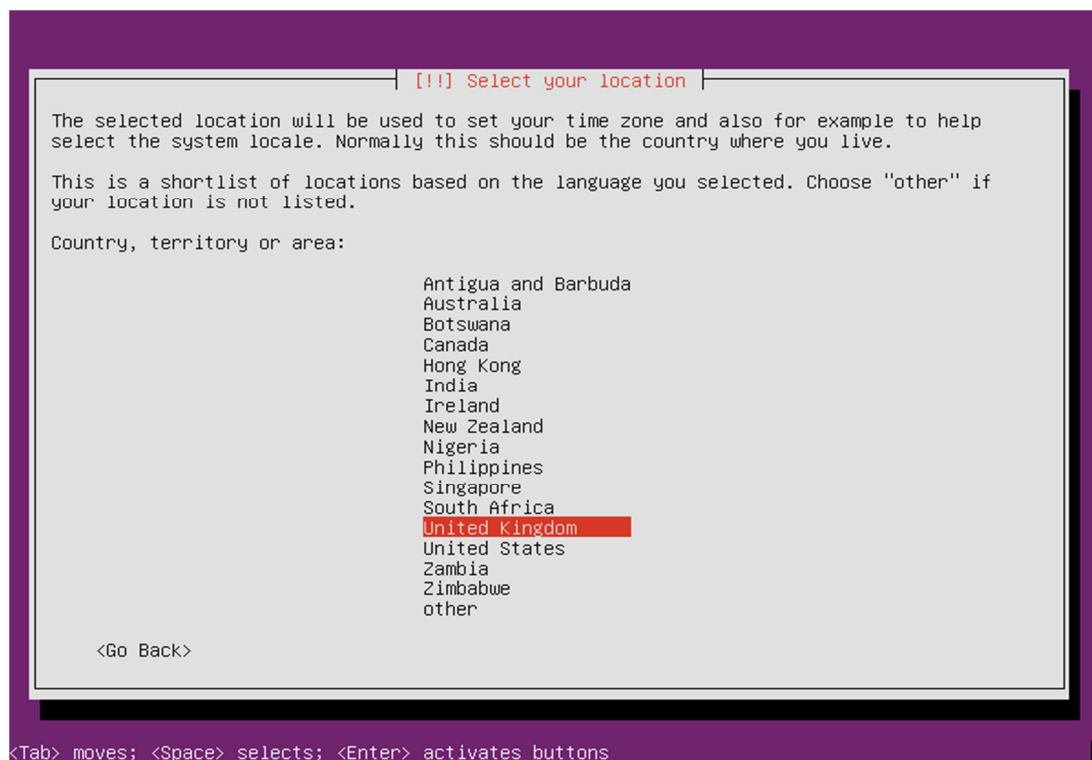 [!!] Select your location
The selected location will be used to set your time zone and also for example to help
select the system locale. Normally this should be the country where you live.
This is a shortlist of locations based on the language you selected. Choose "other" if
your location is not listed.
Country, territory or area:
Antigua and Barbuda
Australia
Botswana
Canada
Hong Kong
India
Ireland
New Zealand
Nigeria
Philippines
Singapore
South Africa
United Kingdom
United States
Zambia
Zimbabwe
other
<Go Back>
<Tab> moves; <Space> selects; <Enter> activates buttons